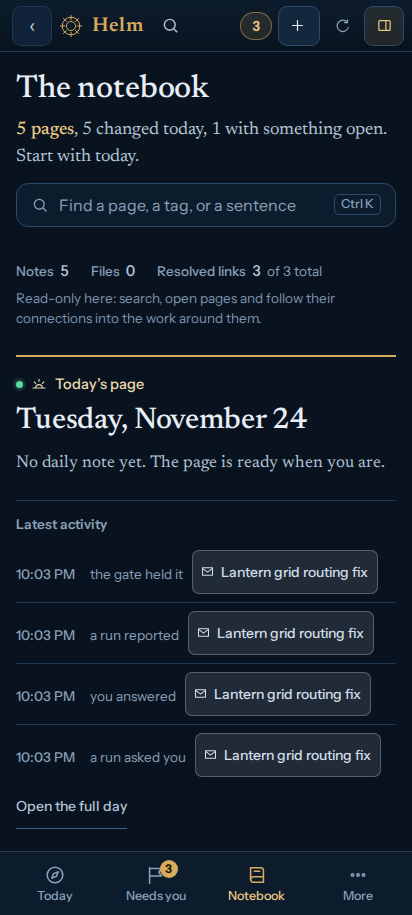 ‹ Helm 3 +
The notebook
5 pages, 5 changed today, 1 with something open.
Start with today.
Find a page, a tag, or a sentence Ctrl K
Notes 5 Files 0 Resolved links 3 of 3 total
Read-only here: search, open pages and follow their
connections into the work around them.
Today's page
Tuesday, November 24
No daily note yet. The page is ready when you are.
Latest activity
10:03 PM the gate held it Lantern grid routing fix
10:03 PM a run reported Lantern grid routing fix
10:03 PM you answered Lantern grid routing fix
10:03 PM a run asked you Lantern grid routing fix
Open the full day
3
Today Needs you Notebook More